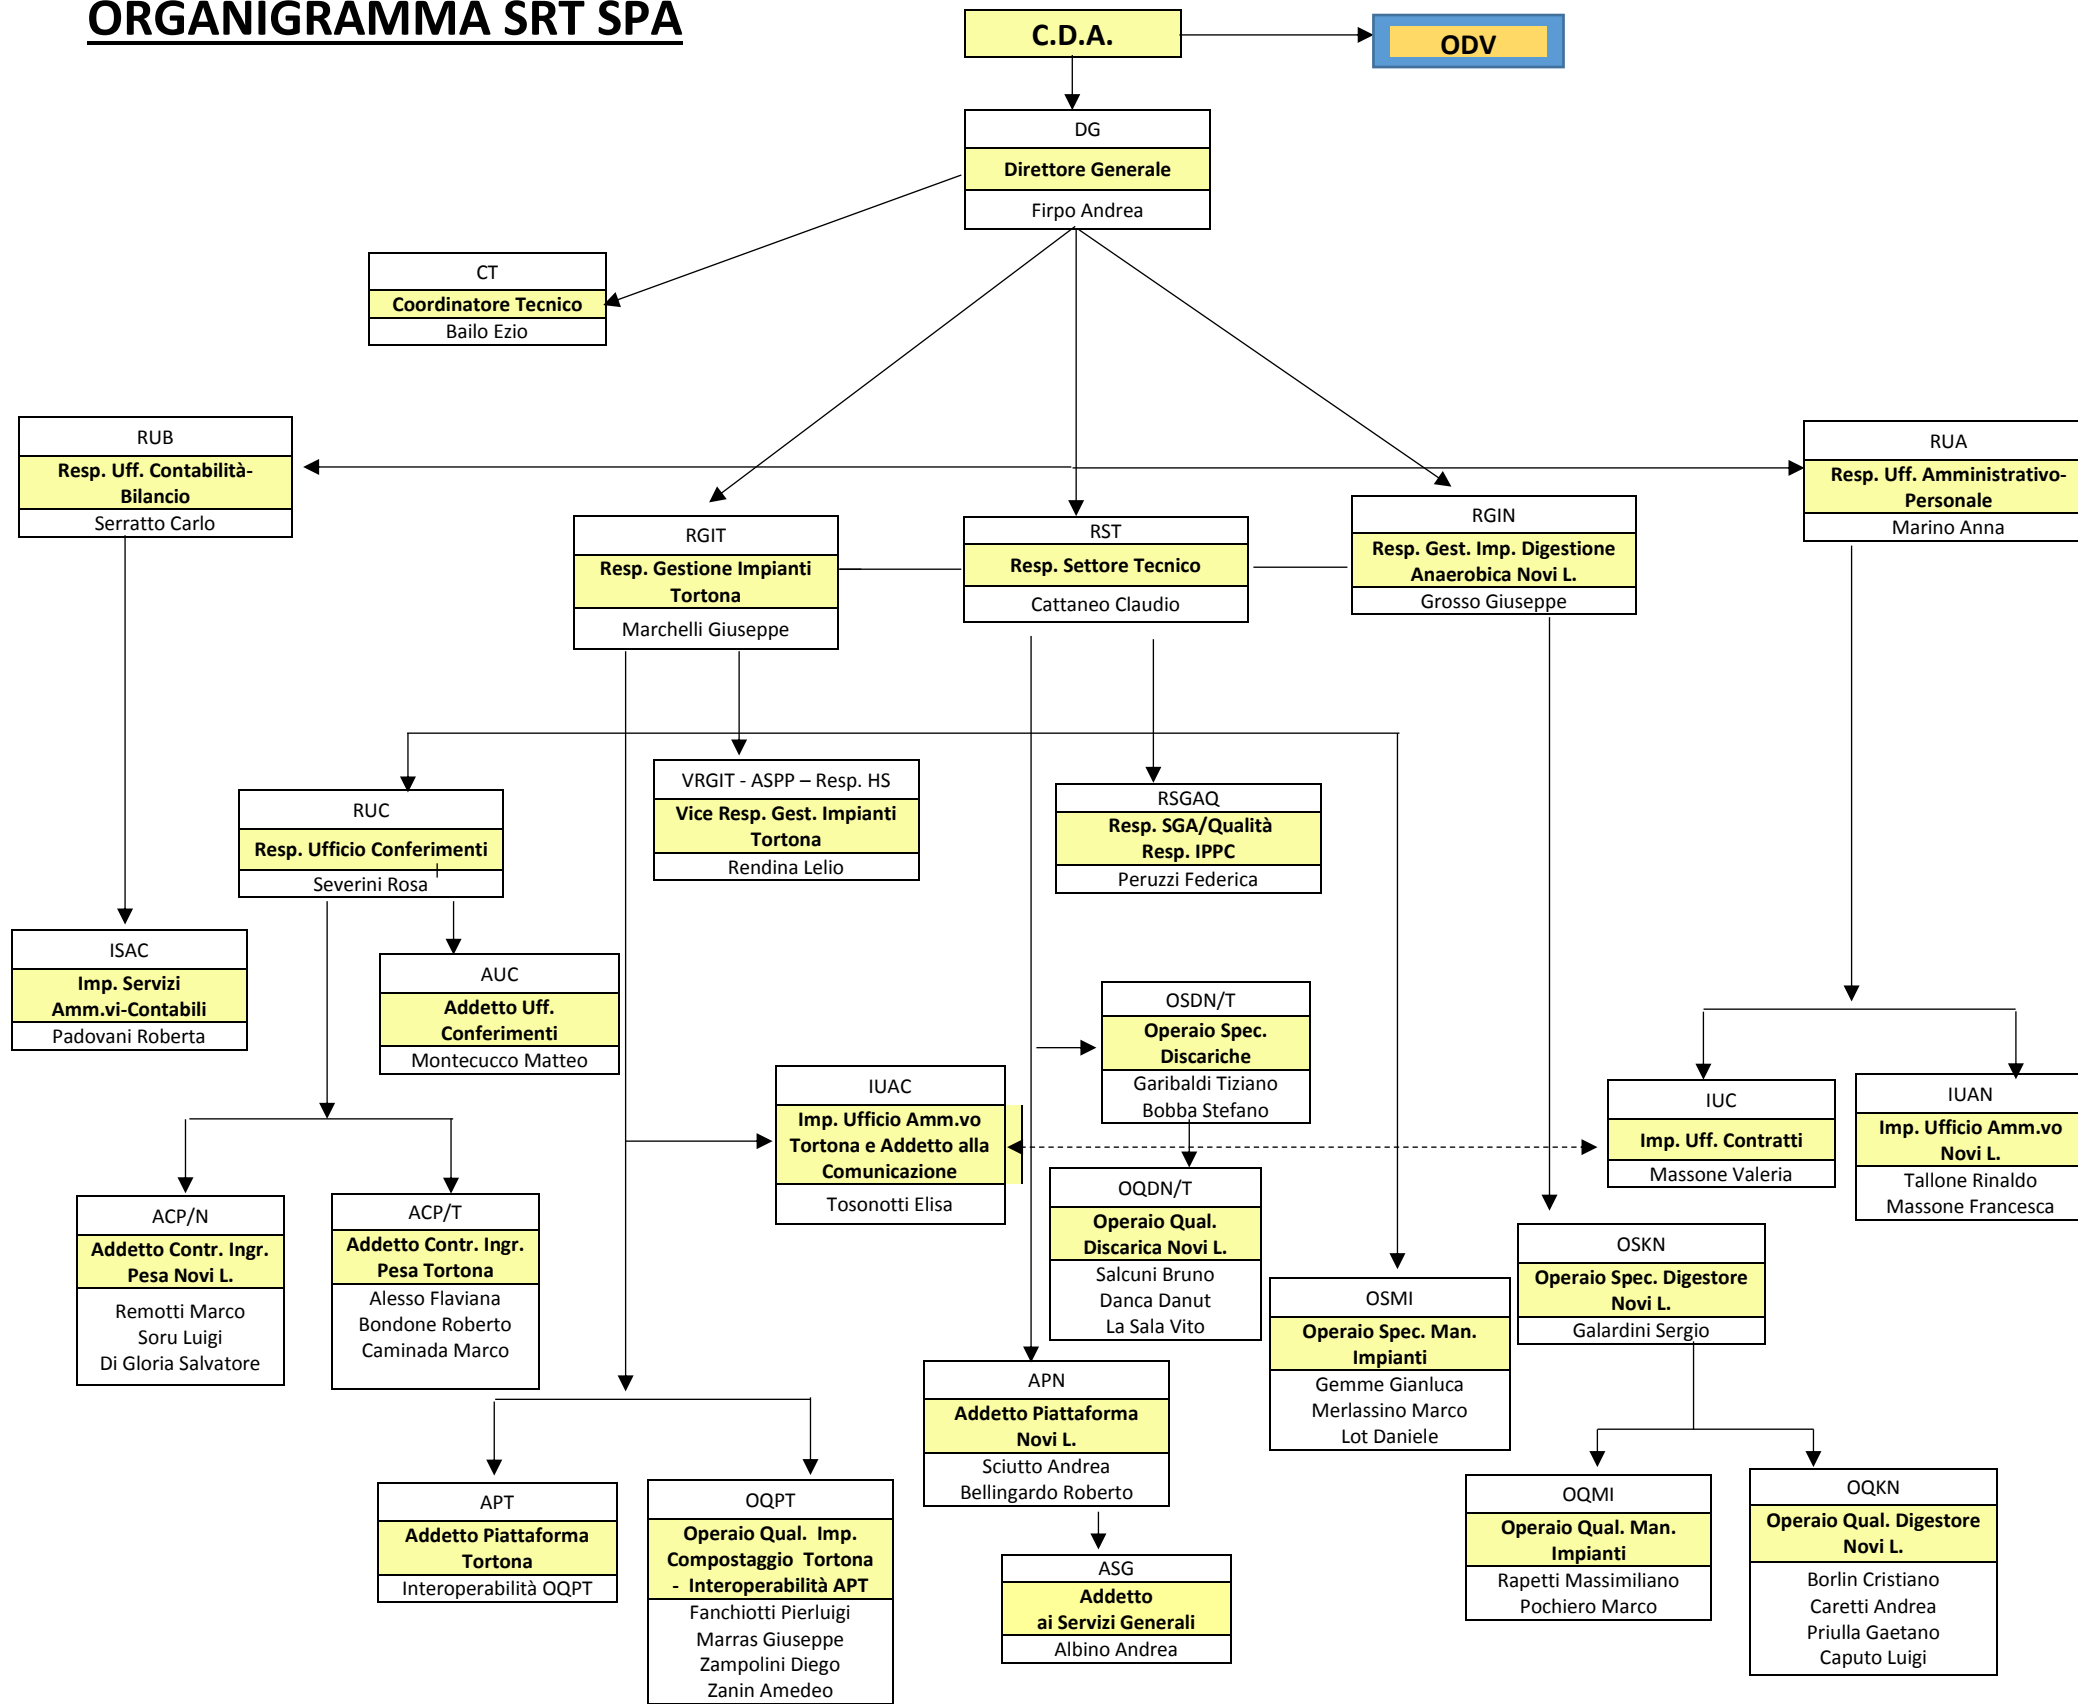 ORGANIGRAMMA SRT SPA
C.D.A.
ODV
DG
Direttore Generale
Firpo Andrea
CT
Coordinatore Tecnico
Bailo Ezio
RUB
Resp. Uff. Contabilità-
Bilancio
Serratto Carlo
RUA
Resp. Uff. Amministrativo-
Personale
Marino Anna
RGIT
Resp. Gestione Impianti
Tortona
Marchelli Giuseppe
RST
Resp. Settore Tecnico
Cattaneo Claudio
RGIN
Resp. Gest. Imp. Digestione
Anaerobica Novi L.
Grosso Giuseppe
RUC
Resp. Ufficio Conferimenti
Severini Rosa
VRGIT - ASPP – Resp. HS
Vice Resp. Gest. Impianti
Tortona
Rendina Lelio
RSGAQ
Resp. SGA/Qualità
Resp. IPPC
Peruzzi Federica
ISAC
Imp. Servizi
Amm.vi-Contabili
Padovani Roberta
AUC
Addetto Uff.
Conferimenti
Montecucco Matteo
OSDN/T
Operaio Spec.
Discariche
Garibaldi Tiziano
Bobba Stefano
IUAC
Imp. Ufficio Amm.vo
Tortona e Addetto alla
Comunicazione
Tosonotti Elisa
IUC
Imp. Uff. Contratti
Massone Valeria
IUAN
Imp. Ufficio Amm.vo
Novi L.
Tallone Rinaldo
Massone Francesca
ACP/N
Addetto Contr. Ingr.
Pesa Novi L.
Remotti Marco
Soru Luigi
Di Gloria Salvatore
ACP/T
Addetto Contr. Ingr.
Pesa Tortona
Alesso Flaviana
Bondone Roberto
Caminada Marco
OQDN/T
Operaio Qual.
Discarica Novi L.
Salcuni Bruno
Danca Danut
La Sala Vito
OSMI
Operaio Spec. Man.
Impianti
Gemme Gianluca
Merlassino Marco
Lot Daniele
OSKN
Operaio Spec. Digestore
Novi L.
Galardini Sergio
APN
Addetto Piattaforma
Novi L.
Sciutto Andrea
Bellingardo Roberto
APT
Addetto Piattaforma
Tortona
Interoperabilità OQPT
OQPT
Operaio Qual. Imp.
Compostaggio Tortona
- Interoperabilità APT
Fanchiotti Pierluigi
Marras Giuseppe
Zampolini Diego
Zanin Amedeo
ASG
Addetto
ai Servizi Generali
Albino Andrea
OQMI
Operaio Qual. Man.
Impianti
Rapetti Massimiliano
Pochiero Marco
OQKN
Operaio Qual. Digestore
Novi L.
Borlin Cristiano
Caretti Andrea
Priulla Gaetano
Caputo Luigi